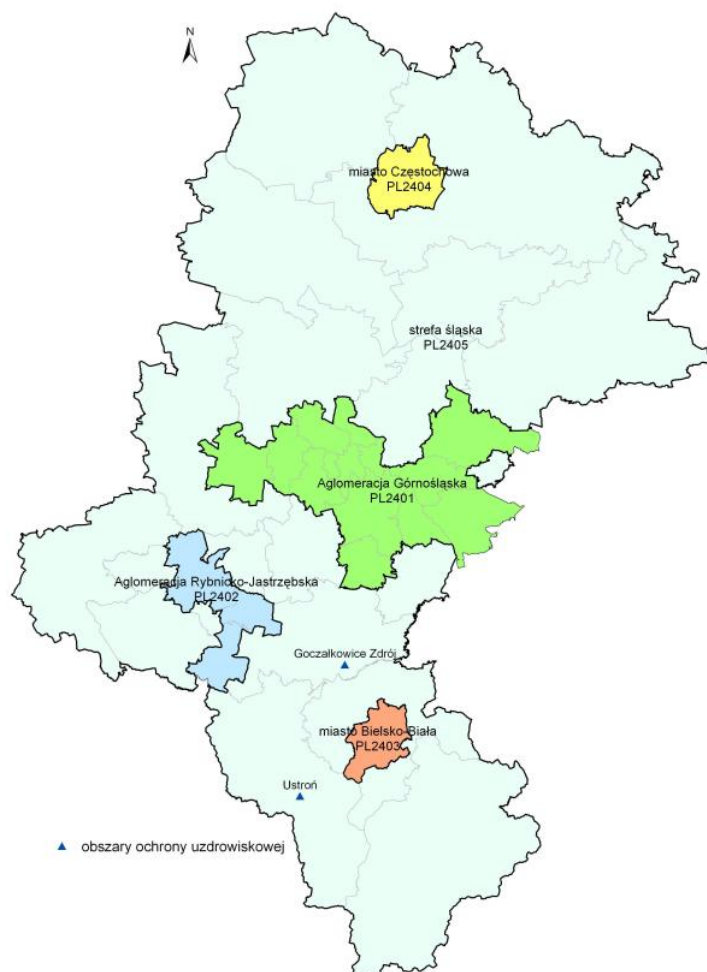 N
miasto Częstochowa
PL2404
strefa śląska
PL2405
Aglomeracja Górnośląska
PL2401
Aglomeracja Rybnicko-Jastrzębska
PL2402
Goczałkowice Zdrój
miasto Bielsko-Biała
PL2403
Ustroń
obszary ochrony uzdrowiskowej